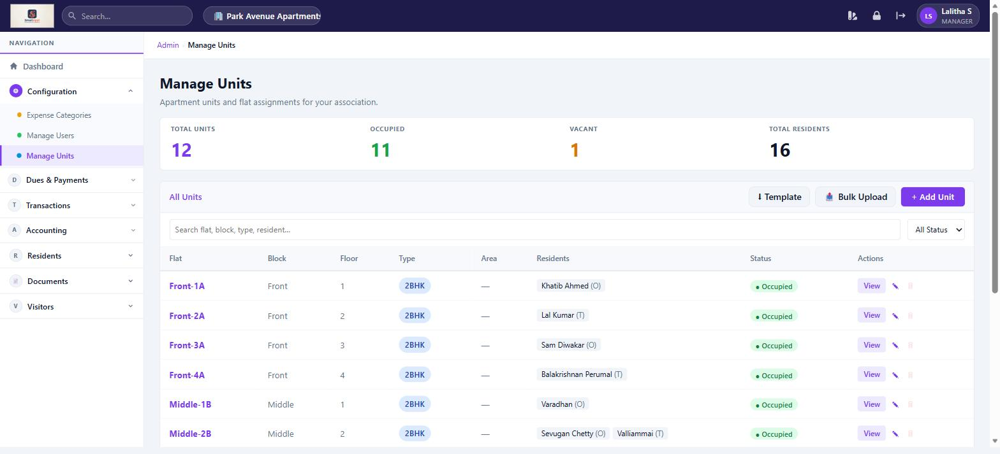 Search...
Park Avenue Apartments
LS
Lalitha S
MANAGER
NAVIGATION
Dashboard
Configuration
Expense Categories
Manage Users
Manage Units
D Dues & Payments
T Transactions
A Accounting
R Residents
Documents
V Visitors
Admin › Manage Units
Manage Units
Apartment units and flat assignments for your association.
TOTAL UNITS OCCUPIED VACANT TOTAL RESIDENTS
12 11 1 16
All Units ⬇ Template Bulk Upload + Add Unit
Search flat, block, type, resident... All Status
Flat Block Floor Type Area Residents Status Actions
Front-1A Front 1 2BHK — Khatib Ahmed (O) ● Occupied View
Front-2A Front 2 2BHK — Lal Kumar (T) ● Occupied View
Front-3A Front 3 2BHK — Sam Diwakar (O) ● Occupied View
Front-4A Front 4 2BHK — Balakrishnan Perumal (T) ● Occupied View
Middle-1B Middle 1 2BHK — Varadhan (O) ● Occupied View
Middle-2B Middle 2 2BHK — Sevugan Chetty (O) Valliammai (T) ● Occupied View